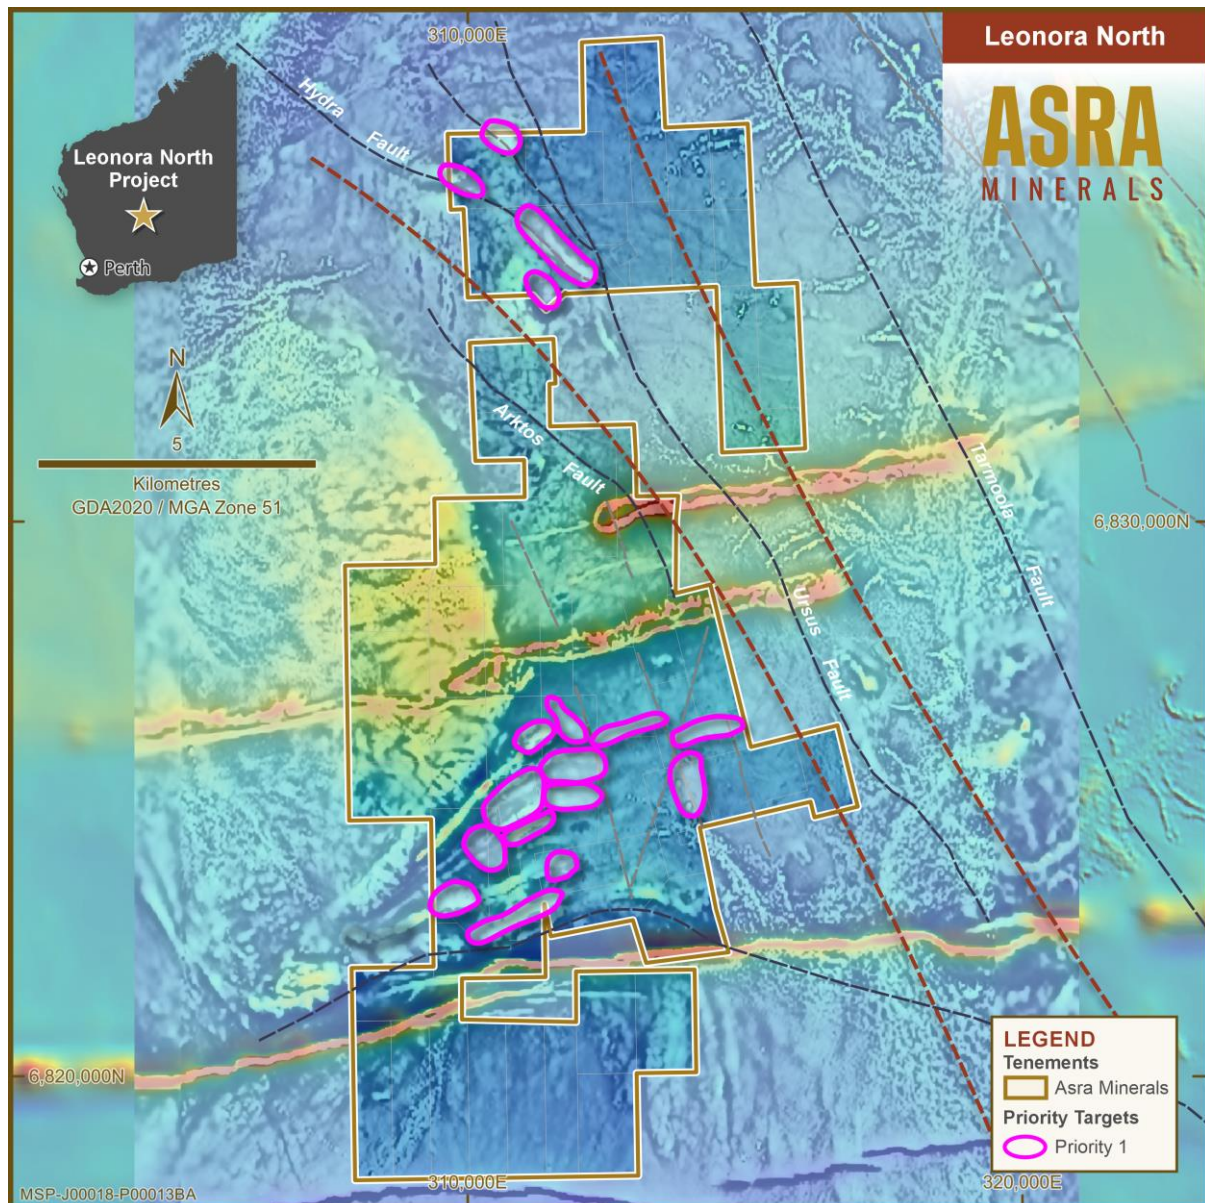 310,000E
Leonora North
ASRA
MINERALS
Hydra
Fault
Leonora North
Project
Perth
N
5
Kilometres
GDA2020 / MGA Zone 51
Arktos
Fault
Tarmoola
Fault
6,830,000N
Ursus
Fault
LEGEND
Tenements
Asra Minerals
Priority Targets
Priority 1
6,820,000N
310,000E
320,000E
MSP-J00018-P00013BA